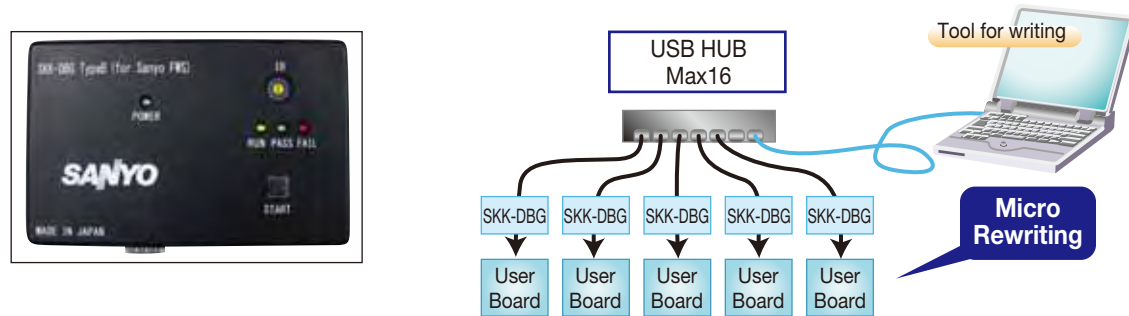 SKK-DBG TypeB (for Sanyo FWS)
ID
POWER
RUN PASS FAIL
SANYO
START
MADE IN JAPAN
USB HUB
Max16
Tool for writing
SKK-DBG SKK-DBG SKK-DBG SKK-DBG SKK-DBG
User User User User User
Board Board Board Board Board
Micro
Rewriting